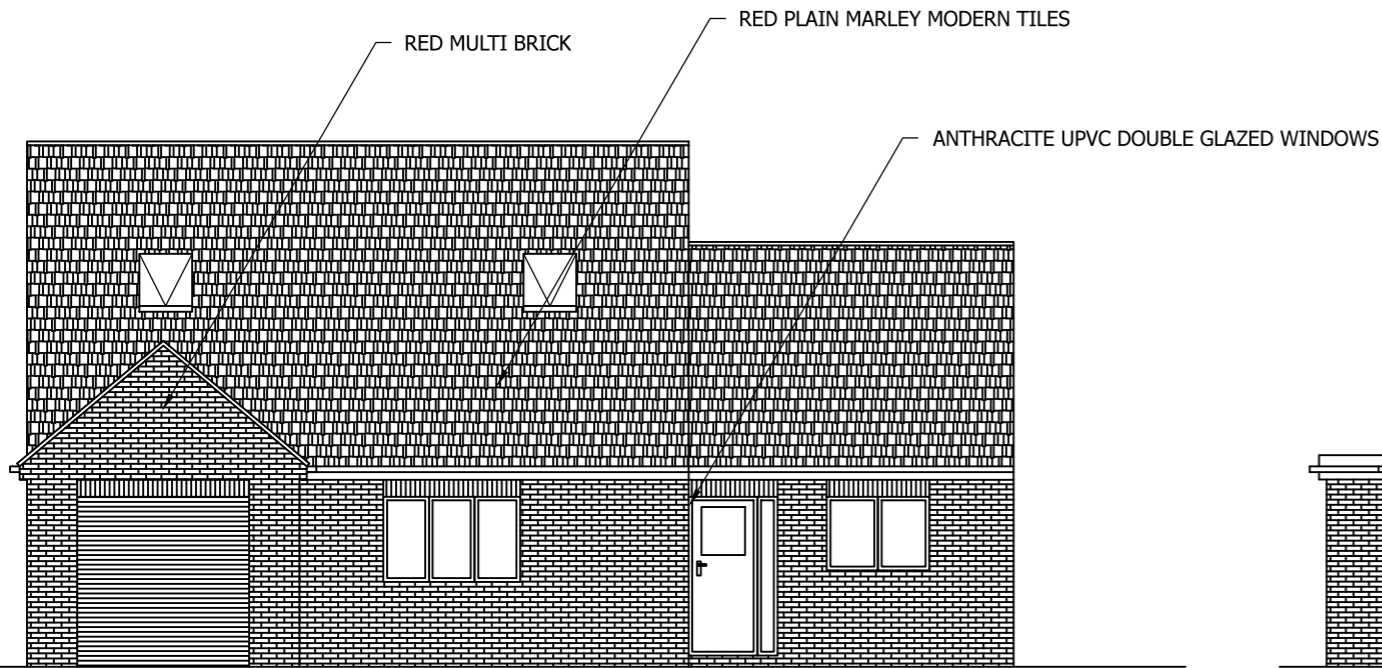 RED PLAIN MARLEY MODERN TILES
RED MULTI BRICK
ANTHRACITE UPVC DOUBLE GLAZED WINDOWS